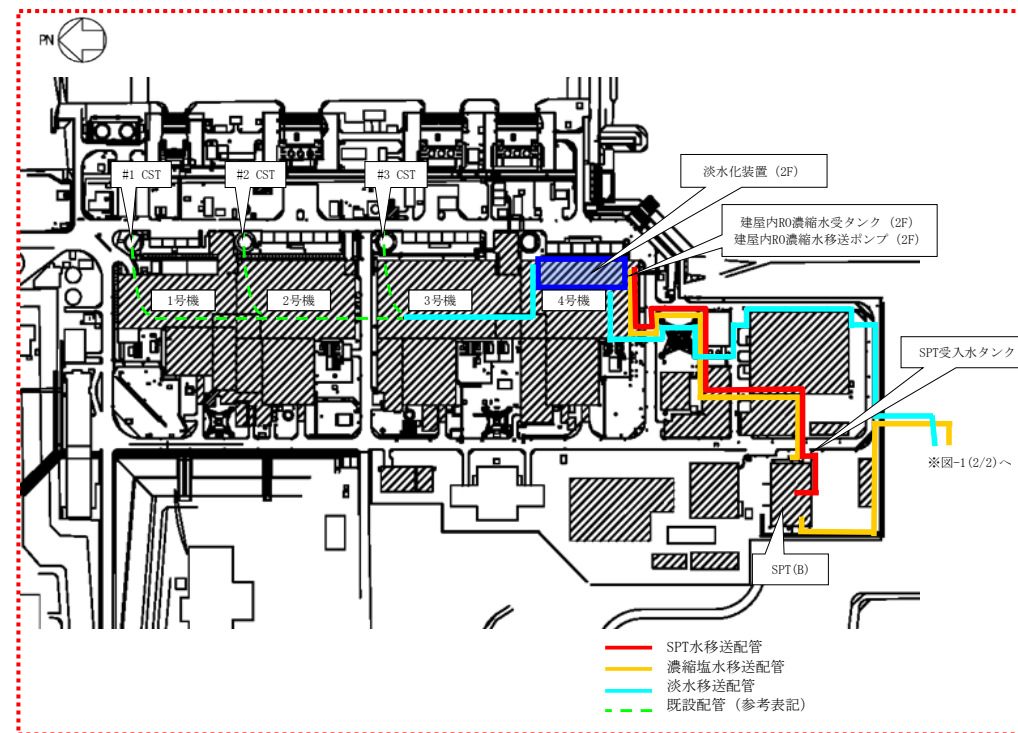 PN
#1 CST
#2 CST
#3 CST
淡水化装置 (2F)
建屋内RO濃縮水受タンク (2F)
建屋内RO濃縮水移送ポンプ (2F)
1号機
2号機
3号機
4号機
SPT受入水タンク
※図-1(2/2)へ
SPT(B)
SPT水移送配管
濃縮塩水移送配管
淡水移送配管
既設配管 (参考表記)